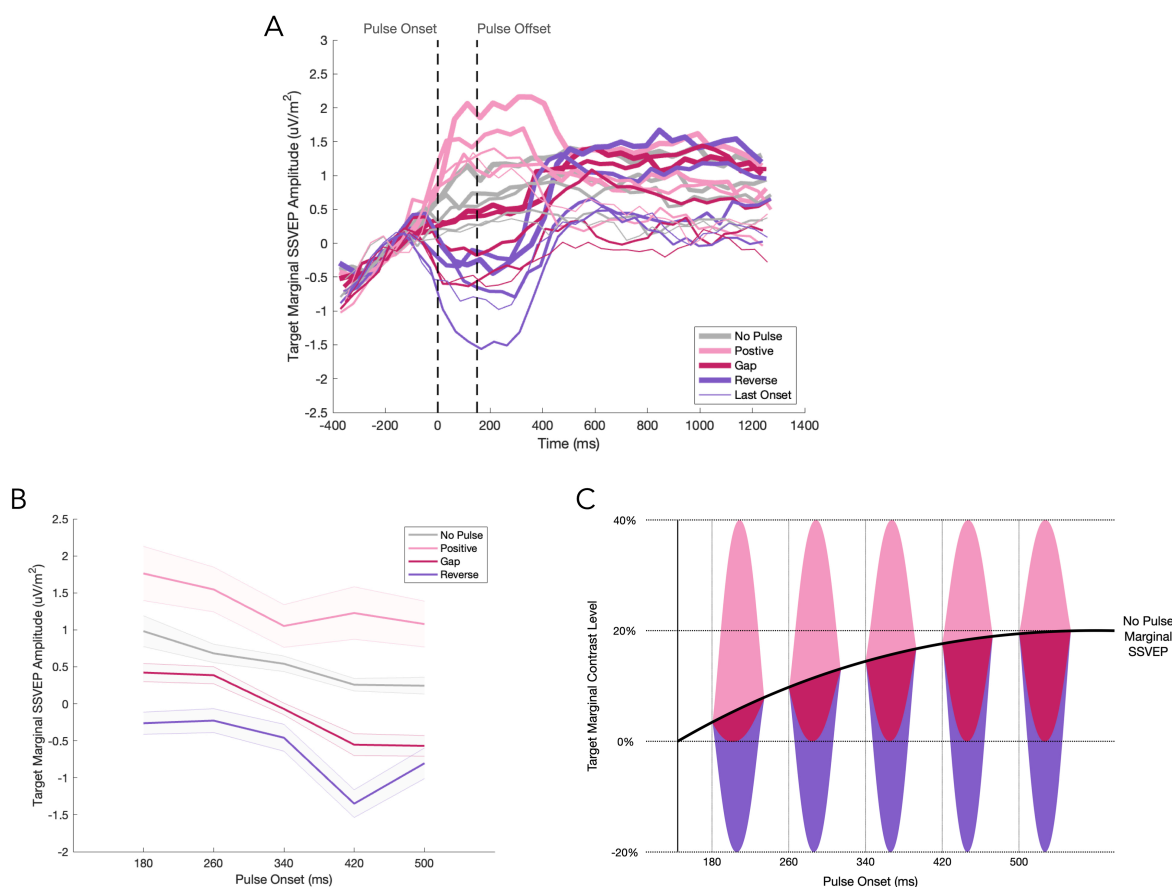 A
Pulse Onset
Pulse Offset
3
2.5
2
1.5
1
0.5
0
-0.5
-1
-1.5
-2
-2.5
Target Marginal SSVEP Amplitude (uV/m²)
-400
-200
0
200
400
600
800
1000
1200
1400
Time (ms)
No Pulse
Postive
Gap
Reverse
Last Onset
B
2.5
2
1.5
1
0.5
0
-0.5
-1
-1.5
-2
Target Marginal SSVEP Amplitude (uV/m²)
180
260
340
420
500
Pulse Onset (ms)
No Pulse
Positive
Gap
Reverse
C
40%
20%
0%
-20%
Target Marginal Contrast Level
180
260
340
420
500
Pulse Onset (ms)
No Pulse
Marginal
SSVEP